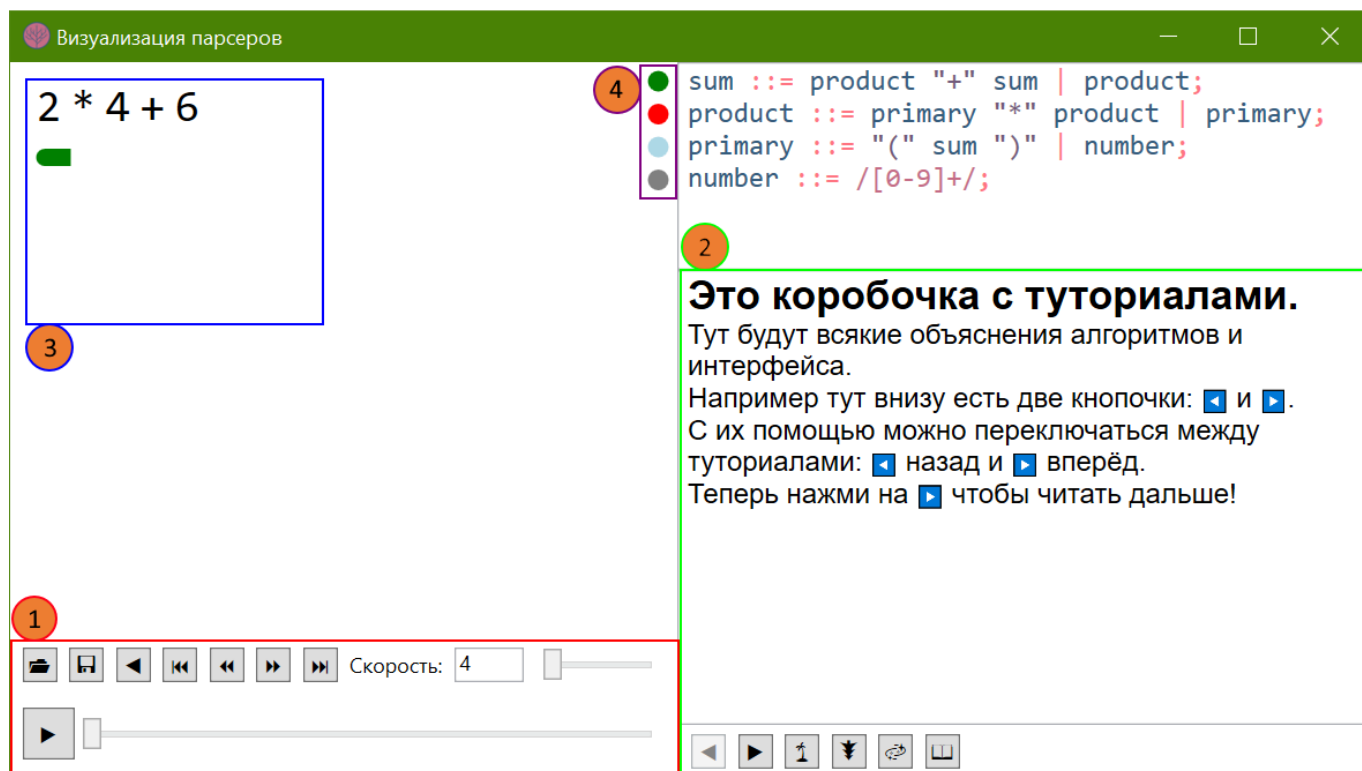 Визуализация парсеров
2 * 4 + 6
3
4
sum ::= product "+" sum | product;
product ::= primary "*" product | primary;
primary ::= "(" sum ")" | number;
number ::= /[0-9]+/;
2
Это коробочка с туториалами.
Тут будут всякие объяснения алгоритмов и
интерфейса.
Например тут внизу есть две кнопочки: ◄ и ►.
С их помощью можно переключаться между
туториалами: ◄ назад и ► вперёд.
Теперь нажми на ► чтобы читать дальше!
1
Скорость: 4